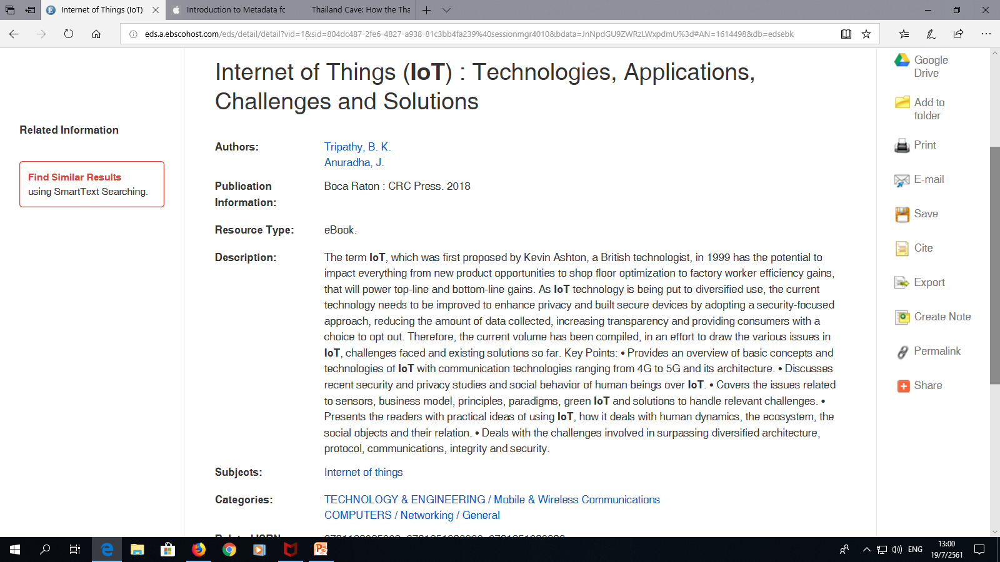 Internet of Things (IoT)
Introduction to Metadata fo
Thailand Cave: How the Tha
eds.a.ebscohost.com/eds/detail/detail?vid=1&sid=804dc487-2fe6-4827-a938-81c3bb4fa239%40sessionmgr4010&bdata=JnNpdGU9ZWRzLWxpdmU%3d#AN=1614498&db=edsebk
Internet of Things (IoT) : Technologies, Applications,
Challenges and Solutions
Related Information
Find Similar Results
using SmartText Searching.
Authors:
Tripathy, B. K.
Anuradha, J.
Publication
Information:
Boca Raton : CRC Press. 2018
Resource Type:
eBook.
Description:
The term IoT, which was first proposed by Kevin Ashton, a British technologist, in 1999 has the potential to
impact everything from new product opportunities to shop floor optimization to factory worker efficiency gains,
that will power top-line and bottom-line gains. As IoT technology is being put to diversified use, the current
technology needs to be improved to enhance privacy and built secure devices by adopting a security-focused
approach, reducing the amount of data collected, increasing transparency and providing consumers with a
choice to opt out. Therefore, the current volume has been compiled, in an effort to draw the various issues in
IoT, challenges faced and existing solutions so far. Key Points: • Provides an overview of basic concepts and
technologies of IoT with communication technologies ranging from 4G to 5G and its architecture. • Discusses
recent security and privacy studies and social behavior of human beings over IoT. • Covers the issues related
to sensors, business model, principles, paradigms, green IoT and solutions to handle relevant challenges. •
Presents the readers with practical ideas of using IoT, how it deals with human dynamics, the ecosystem, the
social objects and their relation. • Deals with the challenges involved in surpassing diversified architecture,
protocol, communications, integrity and security.
Subjects:
Internet of things
Categories:
TECHNOLOGY & ENGINEERING / Mobile & Wireless Communications
COMPUTERS / Networking / General
Google
Drive
Add to
folder
Print
E-mail
Save
Cite
Export
Create Note
Permalink
Share
ENG
13:00
19/7/2561